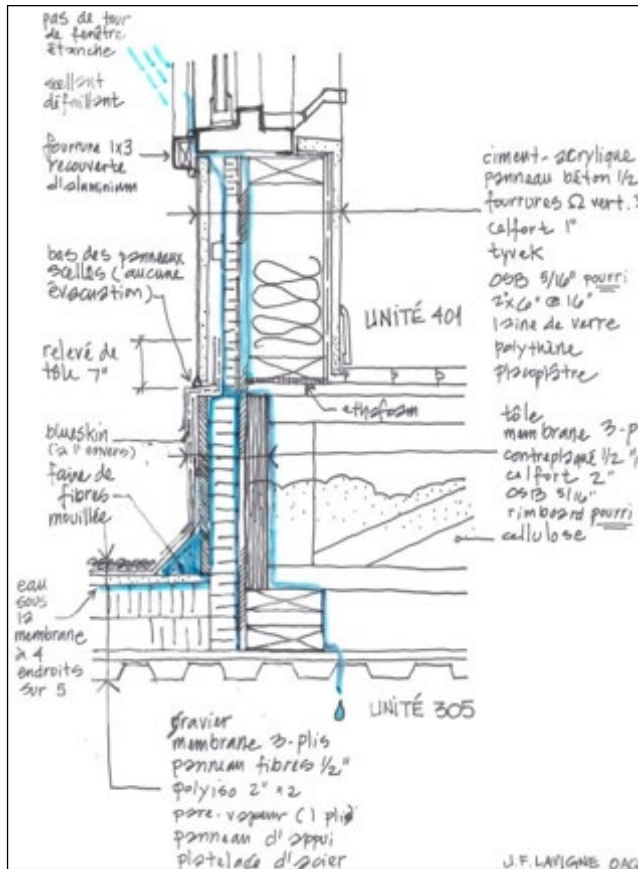 pas de tour
de fenêtre
étanche
scellant
défaillant
fourrure 1x3
recouverte
d'aluminium
bas des panneaux
scellés (aucune
évacuation)
relevé de
tôle 7"
blueskin
(à l'envers)
faine de
fibres
mouillée
eau
sous
la
membrane
à 4
endroits
sur 5
ciment-acrylique
panneau béton 1/2
fourrures Ω vert. 3
calfort 1"
tyvek
OSB 5/16" pourri
2"x6" @ 16"
laine de verre
polythène
placoplâtre
UNITÉ 401
ethafoam
tôle
membrane 3-p
contreplaqué 1/2"
calfort 2"
OSB 5/16"
rimboard pourri
cellulose
UNITÉ 305
gravier
membrane 3-plis
panneau fibres 1/2"
polyiso 2" x2
pare-vapeur (1 pli)
panneau d'appui
platelage d'acier
J.F. LAVIGNE OAQ